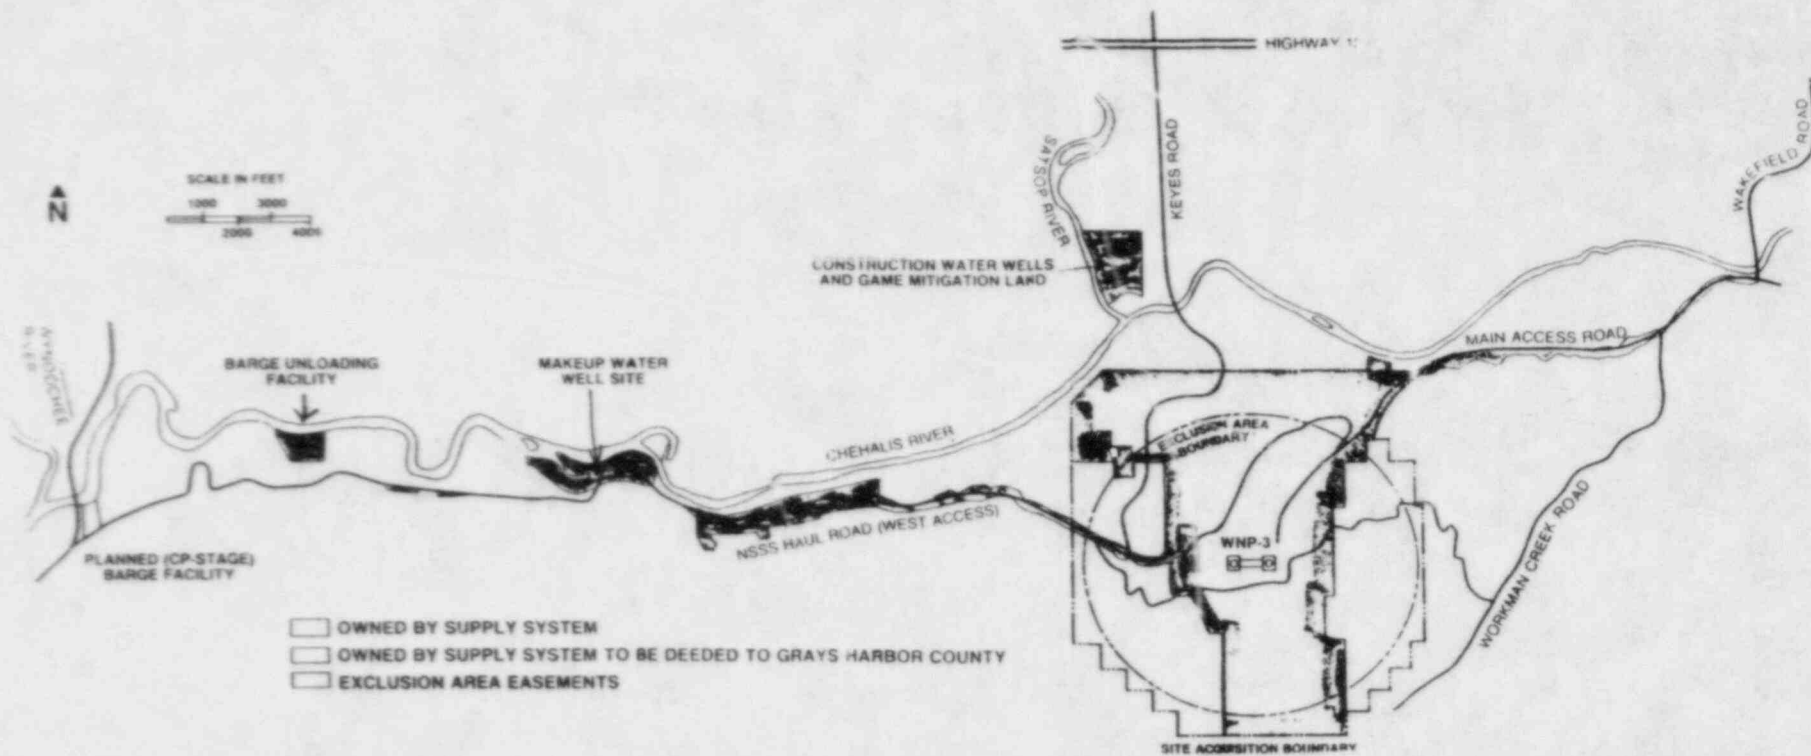 HIGHWAY
KEYES ROAD
SATSOP RIVER
WAKEFIELD ROAD
N
SCALE IN FEET
1000 3000
2000 4000
CONSTRUCTION WATER WELLS
AND GAME MITIGATION LAND
MAIN ACCESS ROAD
RIVER
BARGE UNLOADING
FACILITY
MAKEUP WATER
WELL SITE
CHEHALIS RIVER
EXCLUSION AREA
BOUNDARY
NSSS HAUL ROAD (WEST ACCESS)
WNP-3
WORKMAN CREEK ROAD
PLANNED (CP-STAGE)
BARGE FACILITY
OWNED BY SUPPLY SYSTEM
OWNED BY SUPPLY SYSTEM TO BE DEEDED TO GRAYS HARBOR COUNTY
EXCLUSION AREA EASEMENTS
SITE ACQUISITION BOUNDARY